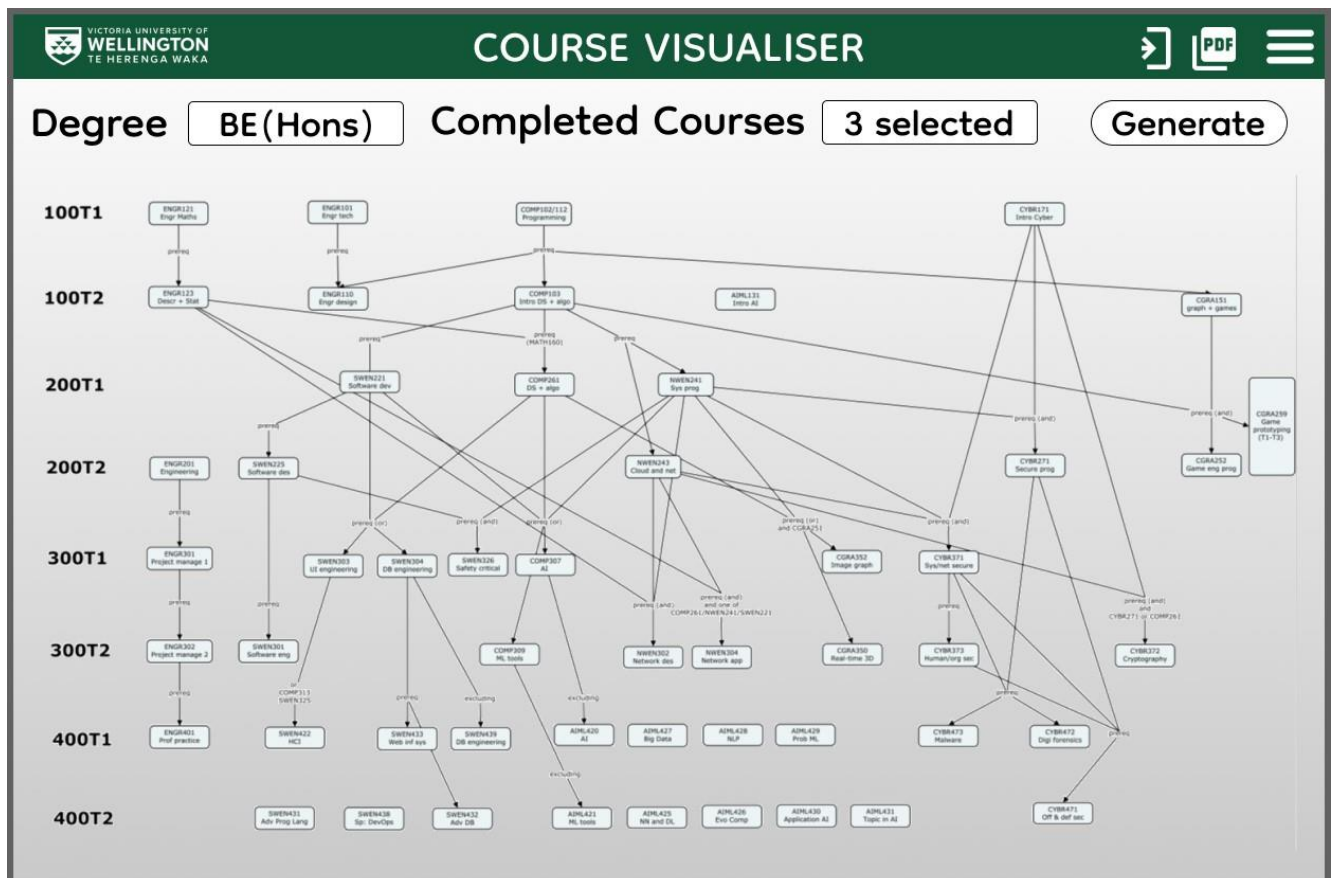 VICTORIA UNIVERSITY OF
WELLINGTON
TE HERENGA WAKA
COURSE VISUALISER
PDF
Degree BE(Hons) Completed Courses 3 selected Generate
100T1
ENGR121
Engr Maths
ENGR101
Engr tech
COMP102/112
Programming
CYBR171
Intro Cyber
prereq
prereq
prereq
100T2
ENGR123
Descr + Stat
ENGR110
Engr design
COMP103
Intro DS + algo
AIML131
Intro AI
CGRA151
graph + games
prereq
(MATH160)
prereq
prereq
200T1
SWEN221
Software dev
COMP261
DS + algo
NWEN241
Sys prog
CGRA259
Game
prototyping
(T1-T3)
prereq
prereq (and)
prereq (and)
200T2
ENGR201
Engineering
SWEN225
Software des
NWEN243
Cloud and net
CYBR271
Secure prog
CGRA252
Game eng prog
prereq
prereq (or)
prereq (and)
prereq (or)
prereq (or)
and CGRA251
prereq (and)
300T1
ENGR301
Project manage 1
SWEN303
UI engineering
SWEN304
DB engineering
SWEN326
Safety critical
COMP307
AI
CGRA352
Image graph
CYBR371
Sys/net secure
prereq
prereq
prereq (and)
prereq (and)
and one of
COMP261/NWEN241/SWEN221
prereq
prereq (and)
and
CYBR271 or COMP261
300T2
ENGR302
Project manage 2
SWEN301
Software eng
COMP309
ML tools
NWEN302
Network des
NWEN304
Network app
CGRA350
Real-time 3D
CYBR373
Human/org sec
CYBR372
Cryptography
prereq
or
COMP313
SWEN325
prereq
excluding
excluding
prereq
400T1
ENGR401
Prof practice
SWEN422
HCI
SWEN433
Web inf sys
SWEN439
DB engineering
AIML420
AI
AIML427
Big Data
AIML428
NLP
AIML429
Prob ML
CYBR473
Malware
CYBR472
Digi forensics
prereq
excluding
400T2
SWEN431
Adv Prog Lang
SWEN438
Sp: DevOps
SWEN432
Adv DB
AIML421
ML tools
AIML425
NN and DL
AIML426
Evo Comp
AIML430
Application AI
AIML431
Topic in AI
CYBR471
Off & def sec